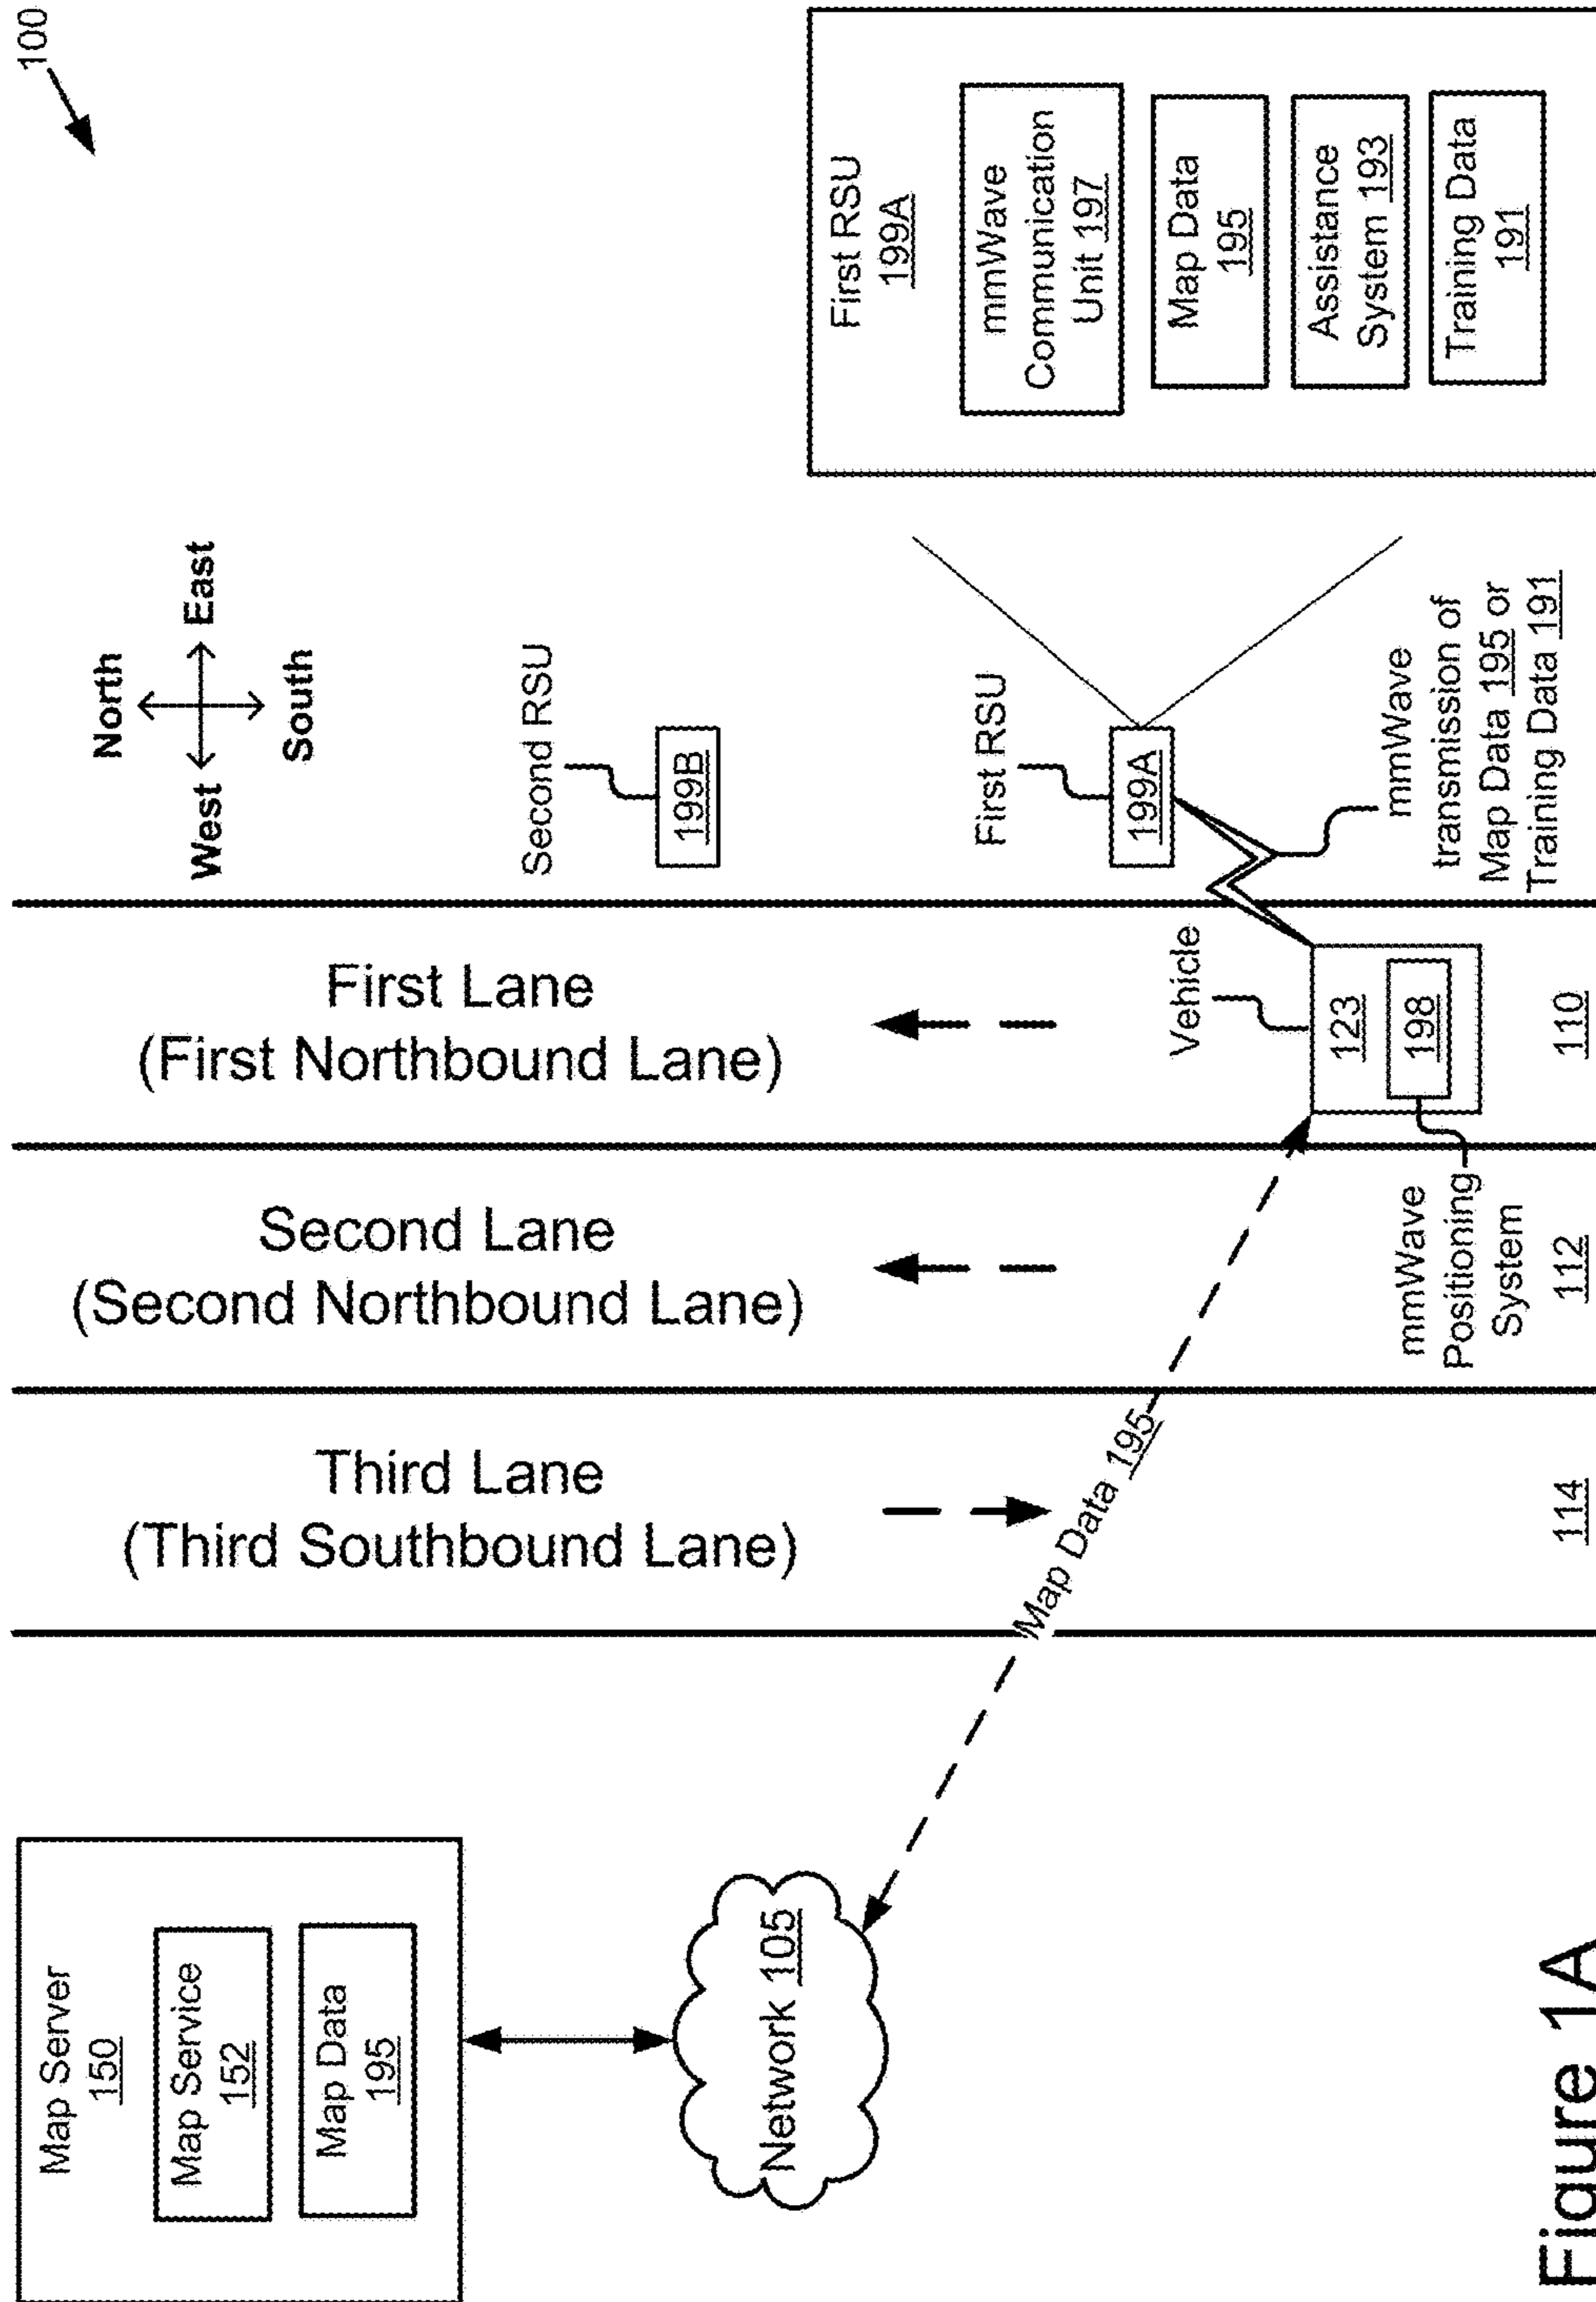 100
Map Server
150
Map Service
152
Map Data
195
Network 105
Map Data 195
Third Lane
(Third Southbound Lane)
114
Second Lane
(Second Northbound Lane)
112
First Lane
(First Northbound Lane)
110
Vehicle
123
198
mmWave
Positioning
System
North
West
East
South
Second RSU
199B
First RSU
199A
mmWave
transmission of
Map Data 195 or
Training Data 191
First RSU
199A
mmWave
Communication
Unit 197
Map Data
195
Assistance
System 193
Training Data
191
Figure 1A